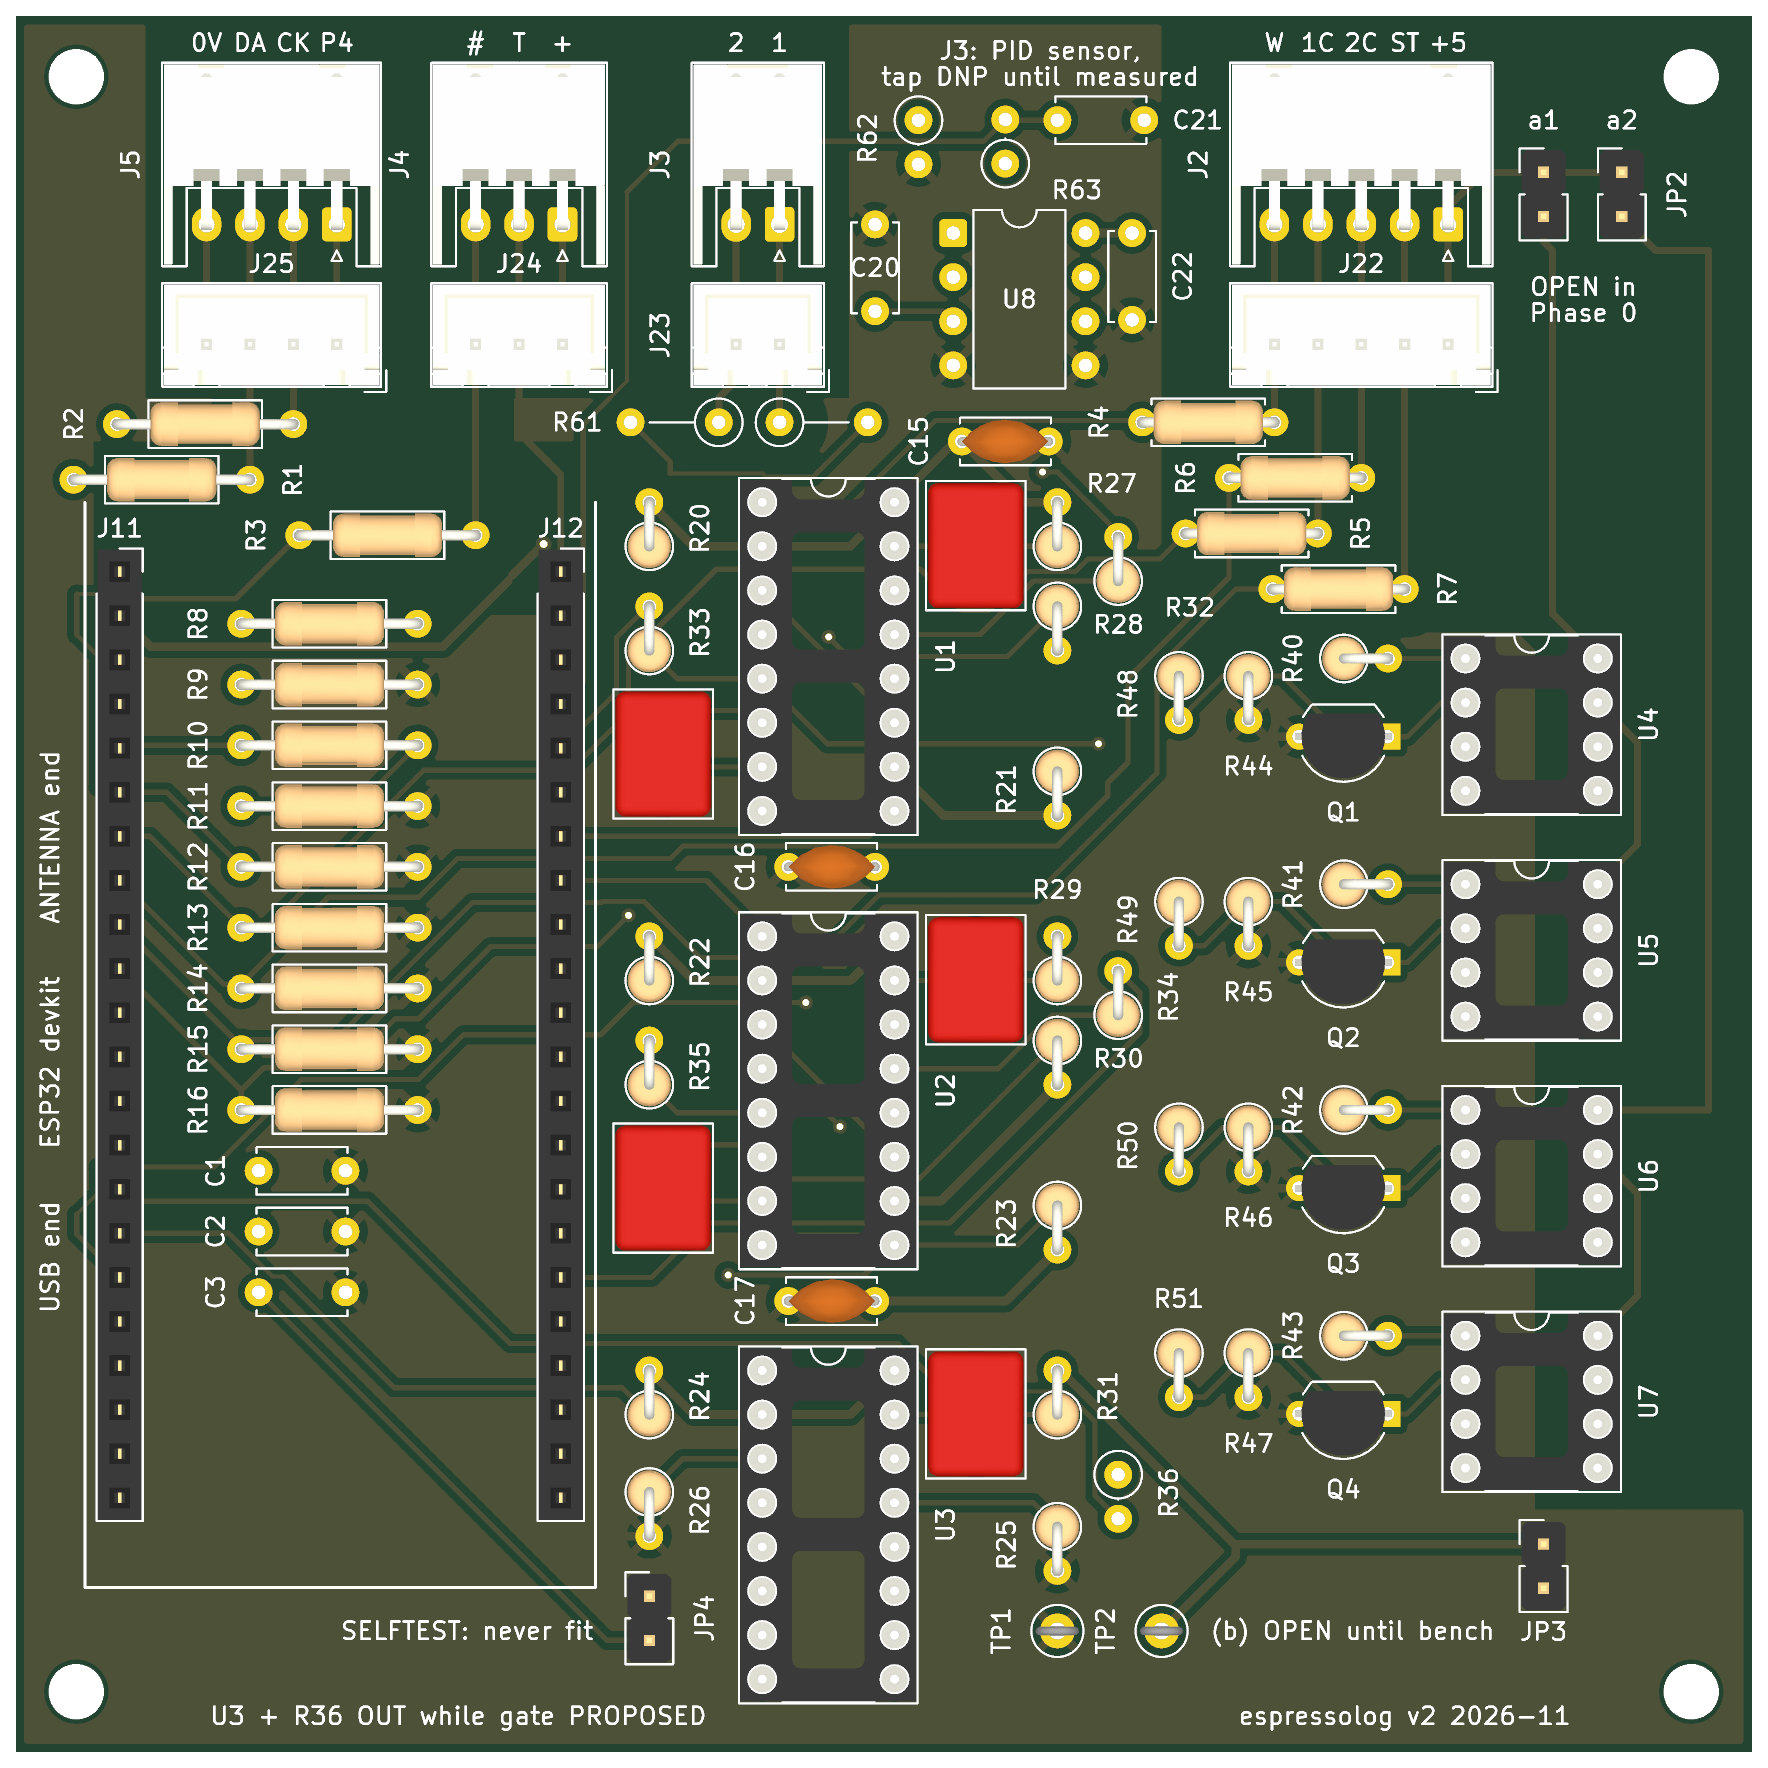 0V DA CK P4
# T +
2 1
J3: PID sensor,
tap DNP until measured
W 1C 2C ST +5
J5
J4
J3
R62
C21
J2
a1
a2
R63
JP2
J25
J24
J23
C20
U8
C22
J22
OPEN in
Phase 0
R2
R61
C15
R4
R1
R27
R6
J11
R3
J12
R20
R5
R28
R32
R7
R8
R33
U1
R40
R9
R48
U4
R10
R44
R21
Q1
R11
ANTENNA end
C16
R12
R29
R41
R13
R49
R22
U5
R14
R34
R45
ESP32 devkit
R15
R35
R30
Q2
U2
R16
R42
C1
R50
U6
R46
C2
R23
USB end
Q3
C3
C17
R51
R43
R24
R31
U7
R47
R26
R36
Q4
U3
R25
JP4
SELFTEST: never fit
TP1
TP2
(b) OPEN until bench
JP3
U3 + R36 OUT while gate PROPOSED
espressolog v2 2026-11